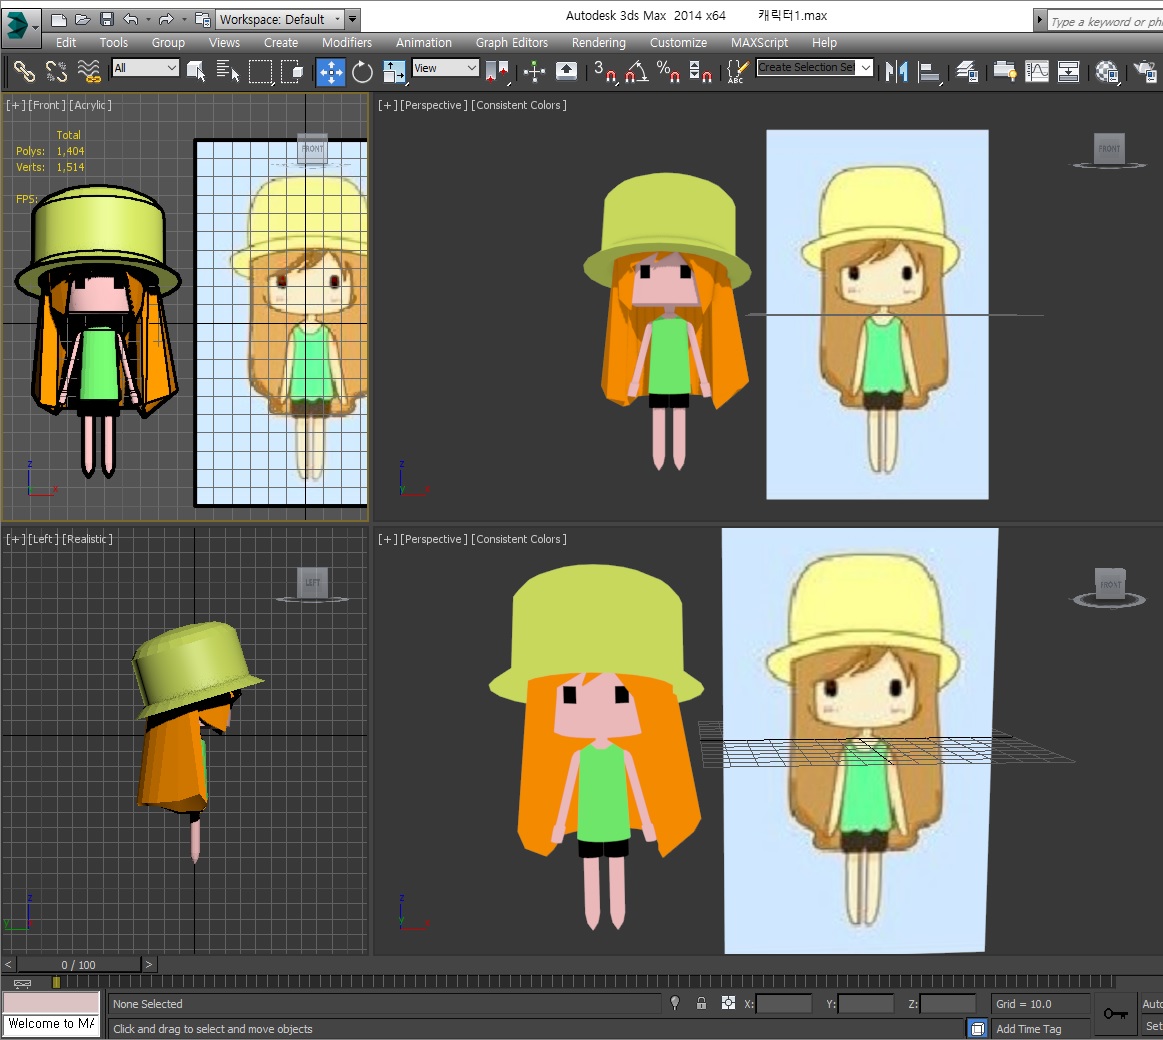 Workspace: Default
Autodesk 3ds Max 2014 x64 캐릭터1.max
Type a keyword or ph
Edit Tools Group Views Create Modifiers Animation Graph Editors Rendering Customize MAXScript Help
All View 3 % ABC Create Selection Se
[+] [Front ] [Acrylic ]
Total
Polys: 1,404
Verts: 1,514
FPS:
FRONT
z x
[+] [Perspective ] [Consistent Colors ]
FRONT
z y x
[+] [Left ] [Realistic ]
LEFT
z y
[+] [Perspective ] [Consistent Colors ]
FRONT
z y x
< 0 / 100 >
Welcome to MA
None Selected X: Y: Z: Grid = 10.0 Auto
Click and drag to select and move objects Add Time Tag Set